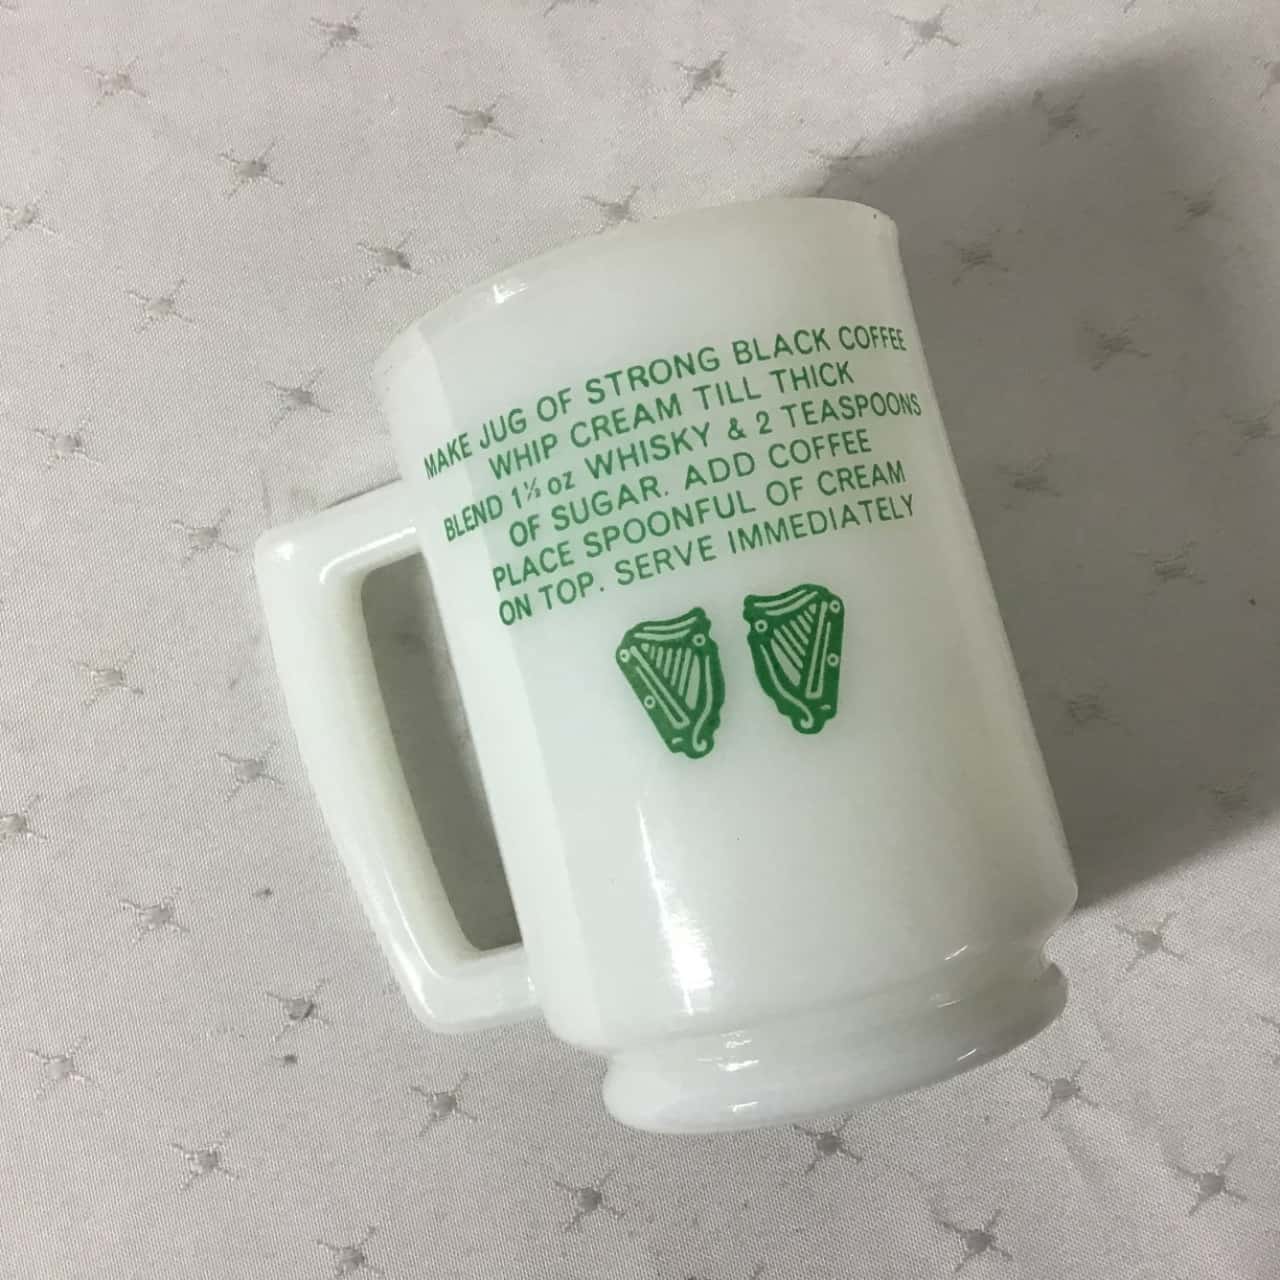 MAKE JUG OF STRONG BLACK COFFEE
WHIP CREAM TILL THICK
BLEND 1½ oz WHISKY & 2 TEASPOONS
OF SUGAR. ADD COFFEE
PLACE SPOONFUL OF CREAM
ON TOP. SERVE IMMEDIATELY